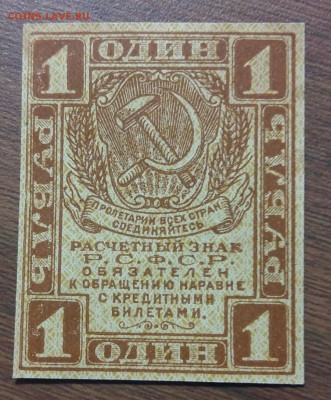 COINS.LAVE.RU
1 ОДИН 1
РУБЛЬ
РУБЛЬ
ПРОЛЕТАРИИ ВСЕХ СТРАН
СОЕДИНЯЙТЕСЬ
РАСЧЕТНЫЙ ЗНАК
Р.С.Ф.С.Р.
ОБЯЗАТЕЛЕН
К ОБРАЩЕНИЮ НАРАВНЕ
С КРЕДИТНЫМИ
БИЛЕТАМИ.
1 ОДИН 1